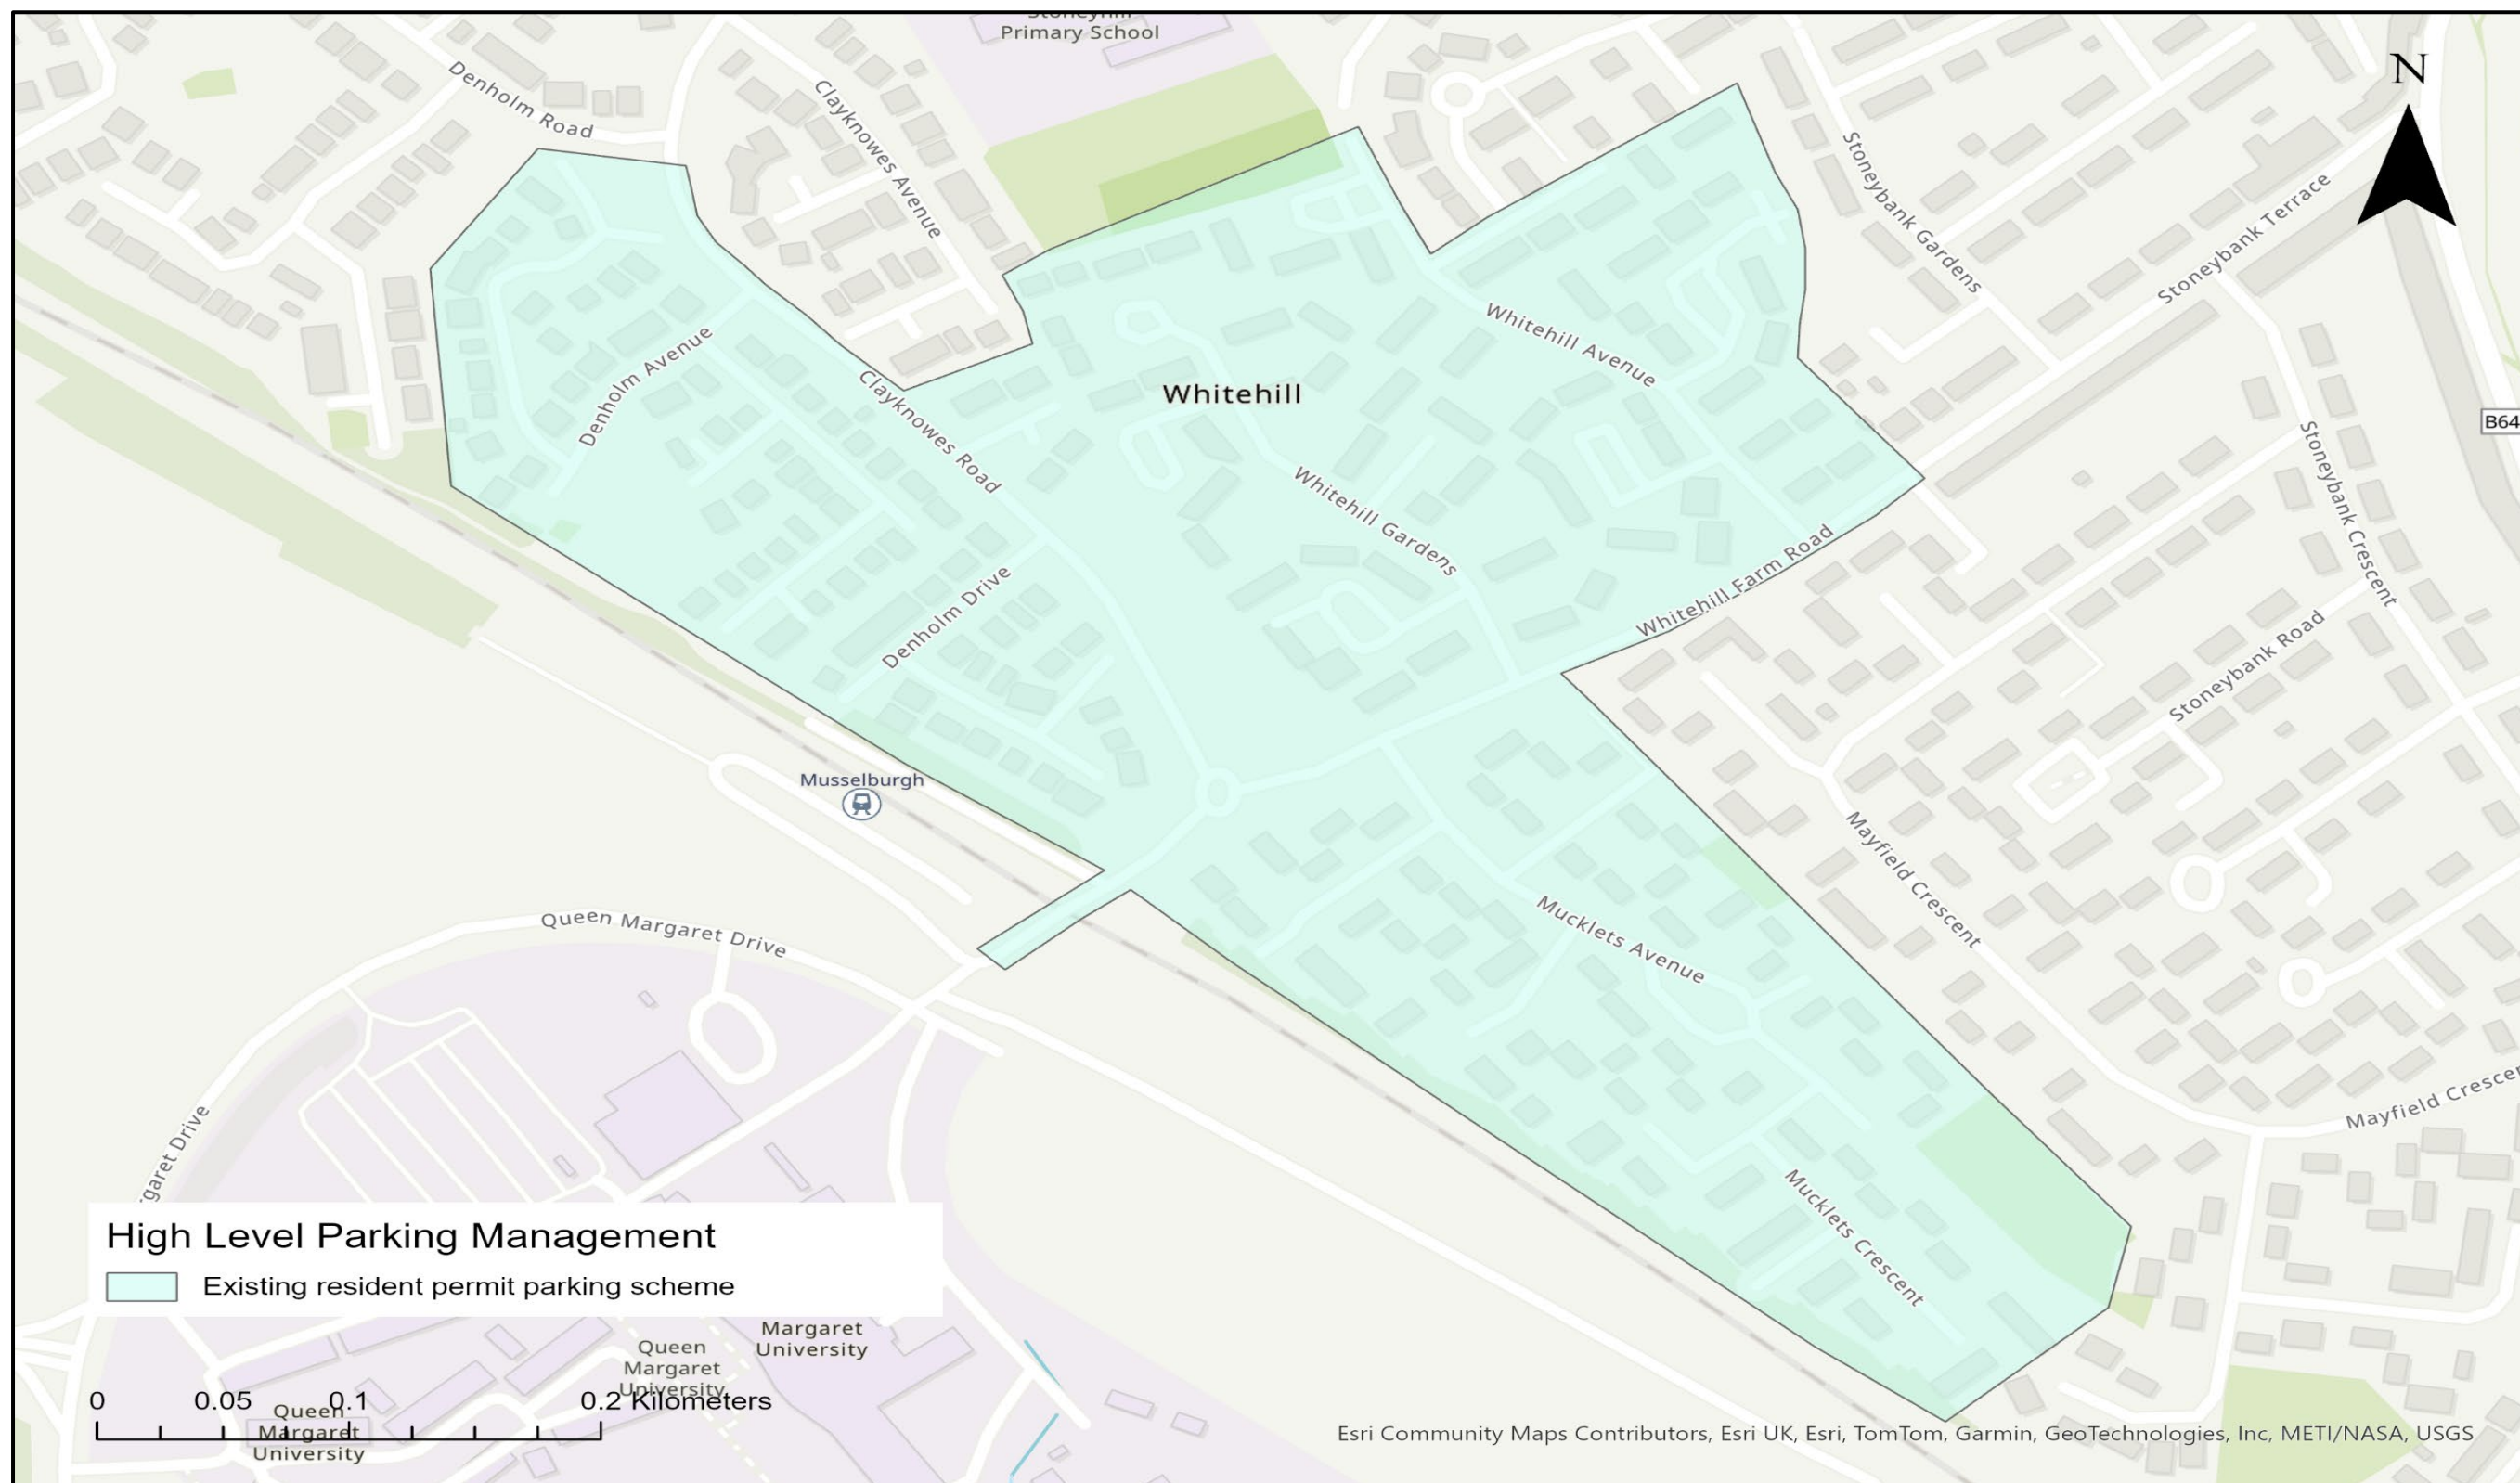 Primary School
N
Denholm Road
Clayknowes Avenue
Stoneybank Gardens
Stoneybank Terrace
Denholm Avenue
Whitehill Avenue
Whitehill
Clayknowes Road
B64
Whitehill Gardens
Stoneybank Crescent
Whitehill Farm Road
Denholm Drive
Stoneybank Road
Musselburgh
Mayfield Crescent
Mucklets Avenue
Queen Margaret Drive
Mayfield Crescen
garet Drive
Mucklets Crescent
High Level Parking Management
Existing resident permit parking scheme
Margaret
University
Queen
Margaret
University
0 0.05 0.1 0.2 Kilometers
Queen
Margaret
University
Esri Community Maps Contributors, Esri UK, Esri, TomTom, Garmin, GeoTechnologies, Inc, METI/NASA, USGS